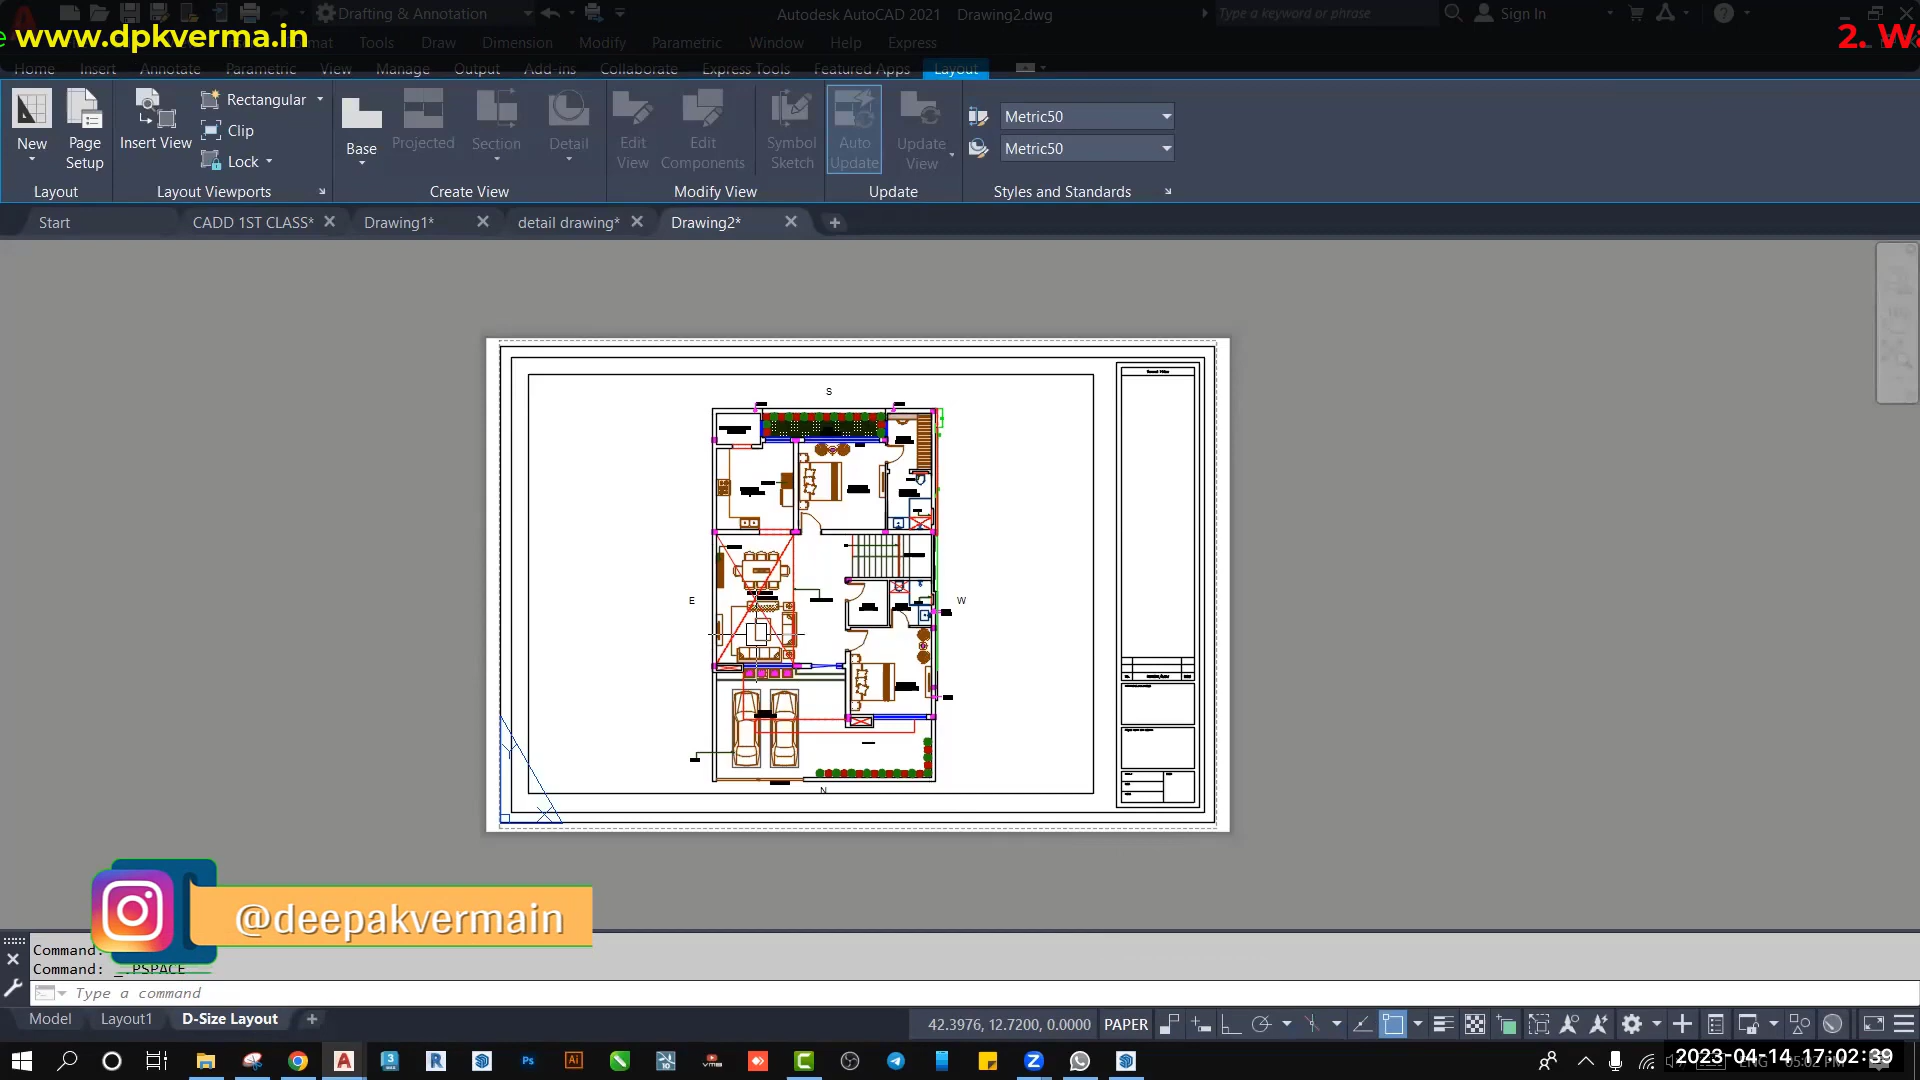 Drafting & Annotation
Autodesk AutoCAD 2021 Drawing2.dwg
Type a keyword or phrase
Sign In
www.dpkverma.in
2. Wa
Tools Draw Dimension Modify Parametric Window Help Express
Home Insert Annotate Parametric View Manage Output Add-ins Collaborate Express Tools Featured Apps Layout
New
Page Setup
Insert View
Rectangular
Clip
Lock
Base
Projected
Section
Detail
Edit View
Edit Components
Symbol Sketch
Auto Update
Update View
Metric50
Metric50
Layout
Layout Viewports
Create View
Modify View
Update
Styles and Standards
Start
CADD 1ST CLASS*
Drawing1*
detail drawing*
Drawing2*
S
E
W
N
Y
X
@deepakvermain
Command:
Command: _.PSPACE
Type a command
Model
Layout1
D-Size Layout
42.3976, 12.7200, 0.0000
PAPER
2023-04-14 17:02:39